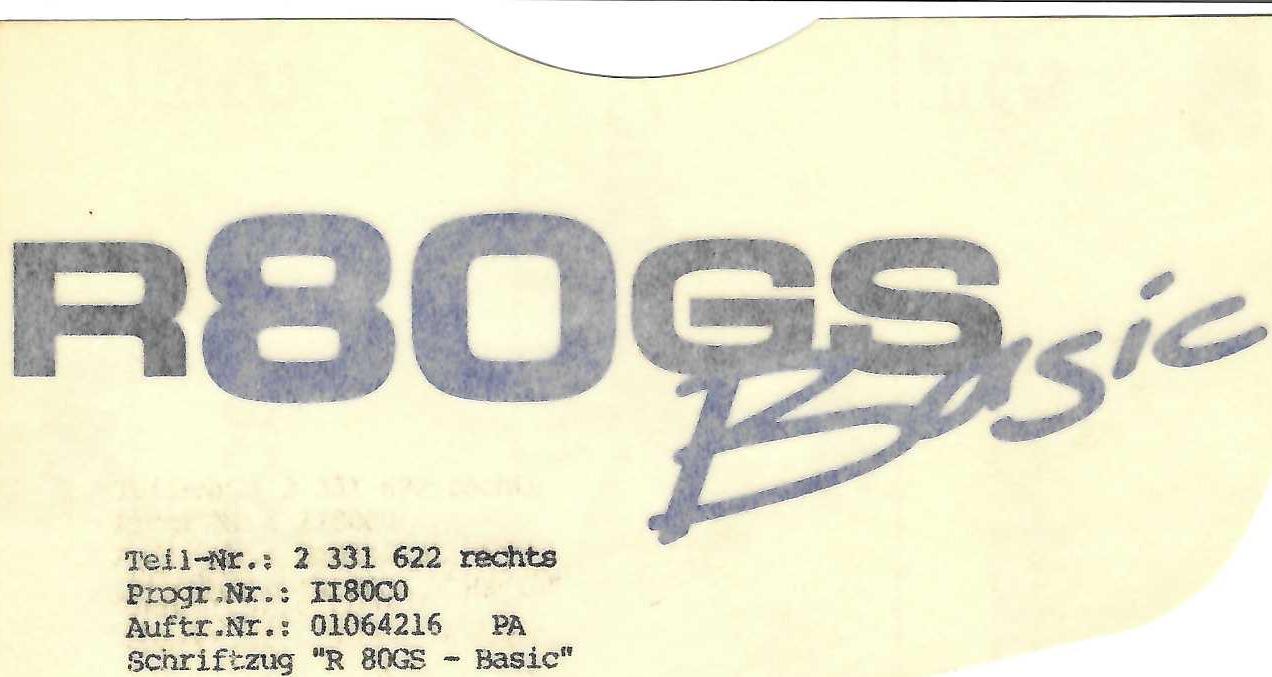 R80GS
Basic
Teil-Nr.: 2 331 622 rechts
Progr.Nr.: II80C0
Auftr.Nr.: 01064216 PA
Schriftzug "R 80GS - Basic"